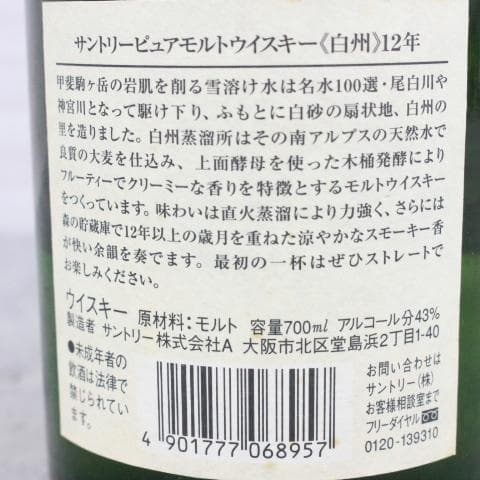 サントリーピュアモルトウイスキー《白州》12年
甲斐駒ヶ岳の岩肌を削る雪溶け水は名水100選・尾白川や
神宮川となって駆け下り、ふもとに白砂の扇状地、白州の
里を造りました。白州蒸溜所はその南アルプスの天然水で
良質の大麦を仕込み、上面酵母を使った木桶発酵により
フルーティーでクリーミーな香りを特徴とするモルトウイスキー
をつくっています。味わいは直火蒸溜により力強く、さらには
森の貯蔵庫で12年以上の歳月を重ねた涼やかなスモーキー香
が快い余韻を奏でます。最初の一杯はぜひストレートで
お楽しみください。
ウイスキー 原材料:モルト 容量700ml アルコール分43%
製造者 サントリー株式会社A 大阪市北区堂島浜2丁目1-40
●未成年者の
飲酒は法律で
禁じられてい
ます。
4 901777 068957
お問い合わせは
サントリー(株)
お客様相談室まで
フリーダイヤル
0120-139310